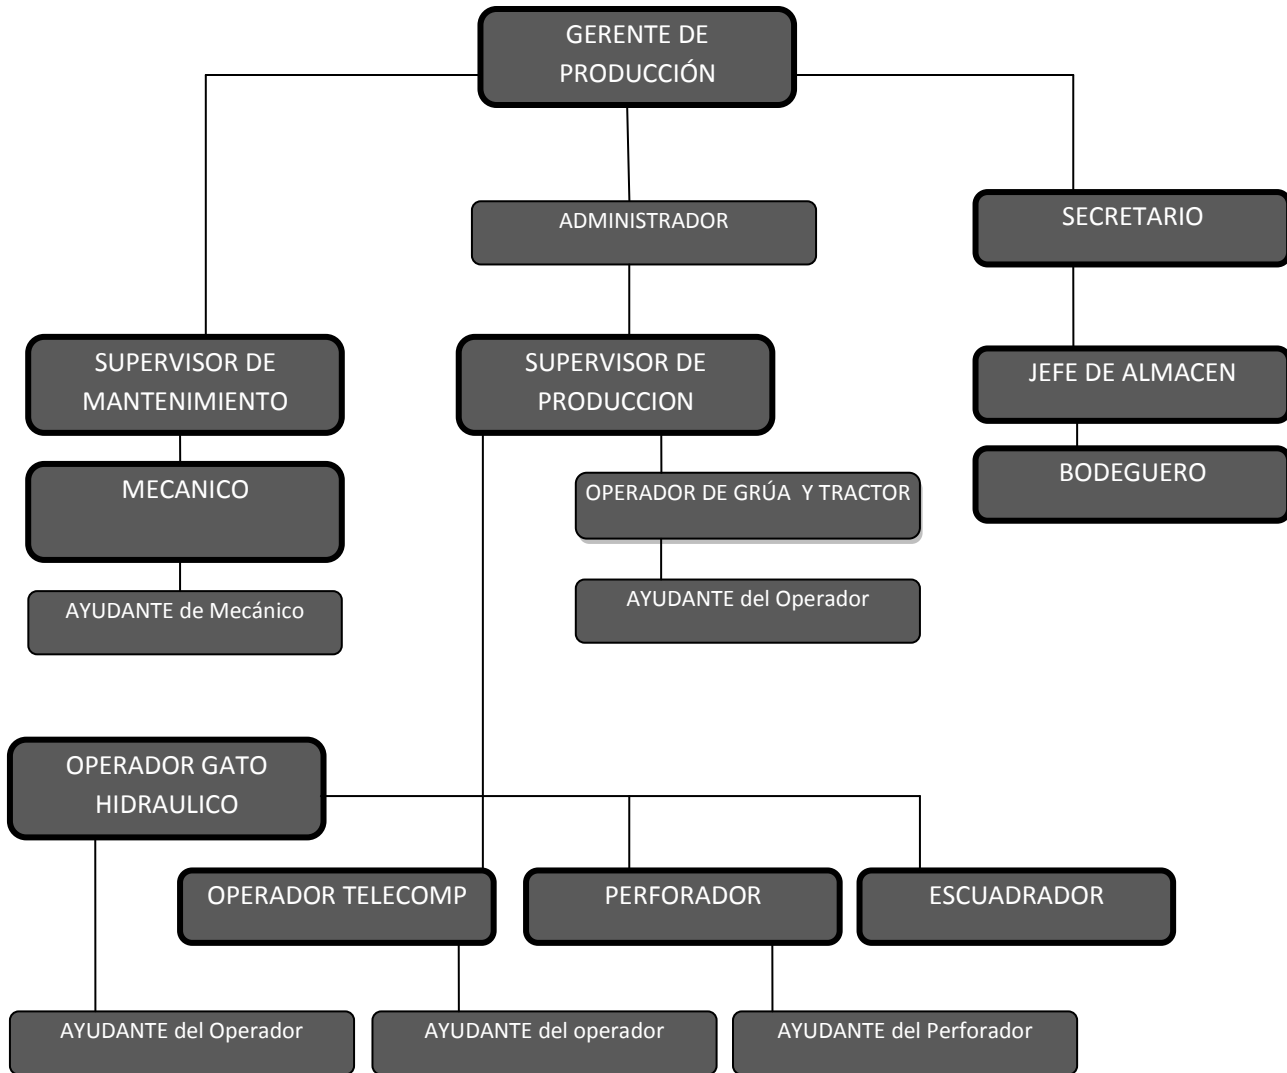 GERENTE DE
PRODUCCIÓN
ADMINISTRADOR
SECRETARIO
SUPERVISOR DE
MANTENIMIENTO
SUPERVISOR DE
PRODUCCION
JEFE DE ALMACEN
MECANICO
OPERADOR DE GRÚA  Y TRACTOR
BODEGUERO
AYUDANTE de Mecánico
AYUDANTE del Operador
OPERADOR GATO
HIDRAULICO
OPERADOR TELECOMP
PERFORADOR
ESCUADRADOR
AYUDANTE del Operador
AYUDANTE del operador
AYUDANTE del Perforador